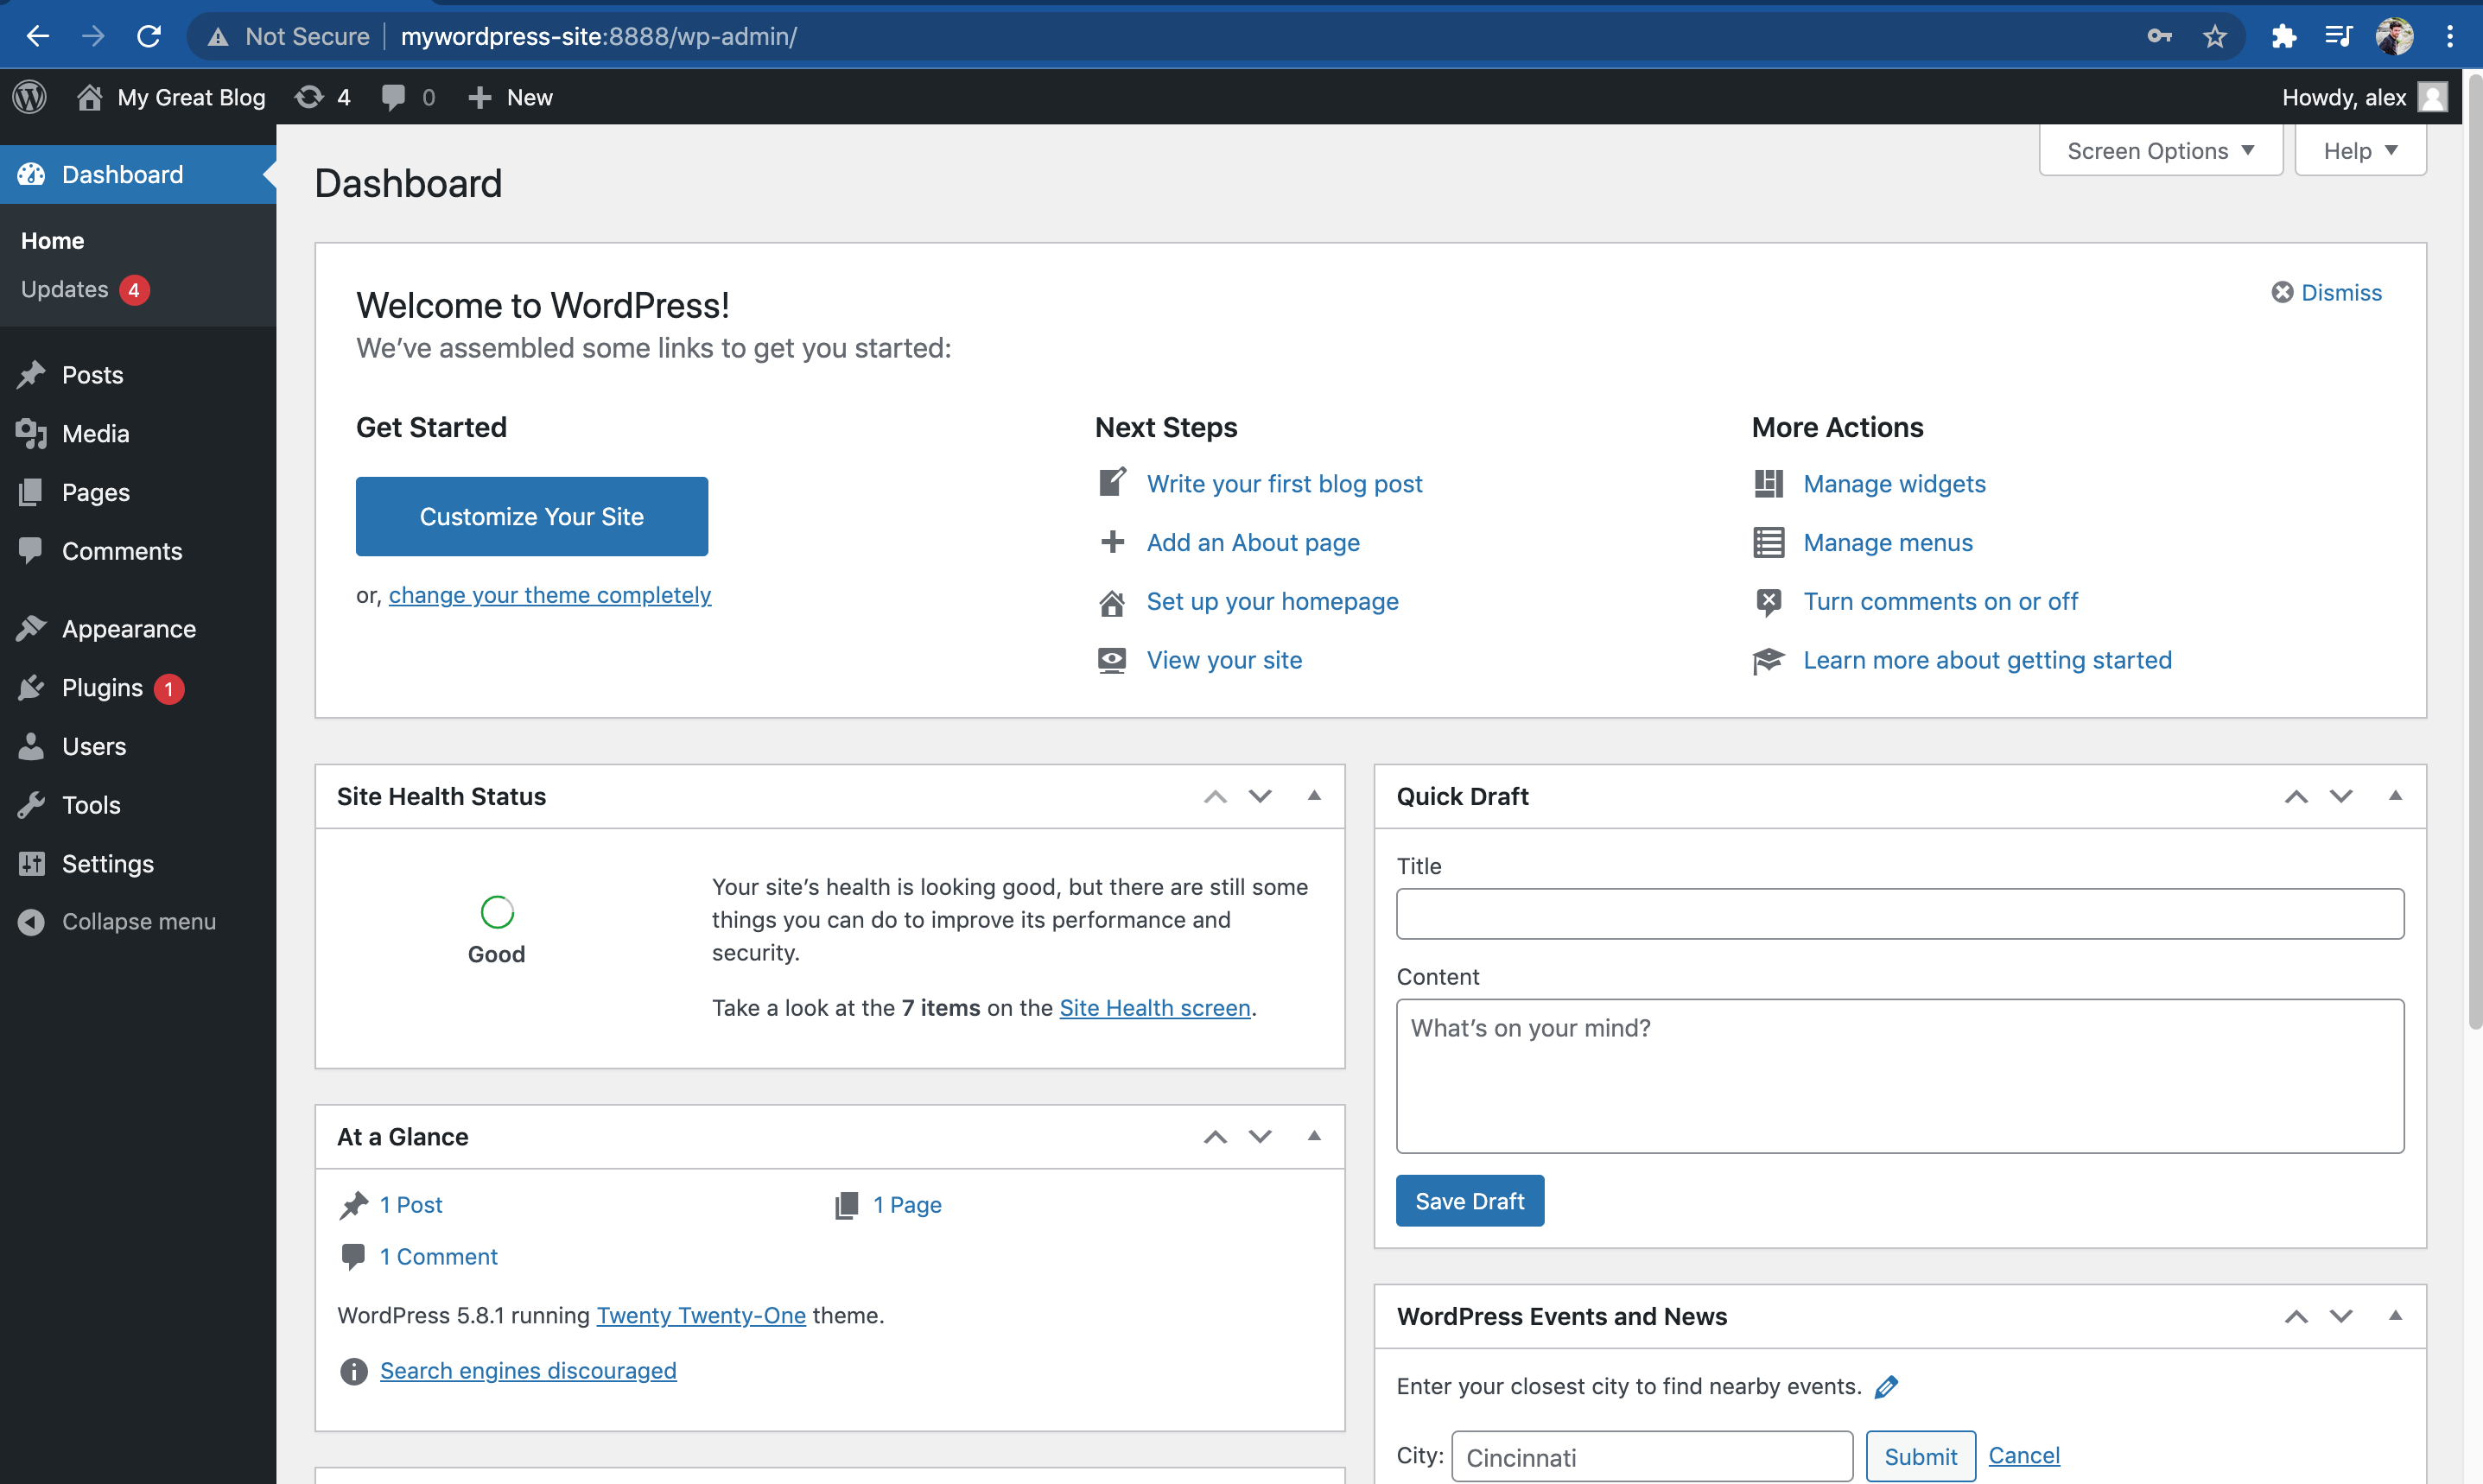 Not Secure mywordpress-site:8888/wp-admin/
My Great Blog 4 0 New Howdy, alex
Dashboard
Home
Updates 4
Posts
Media
Pages
Comments
Appearance
Plugins 1
Users
Tools
Settings
Collapse menu
Screen Options Help
Dashboard
Welcome to WordPress! Dismiss
We’ve assembled some links to get you started:
Get Started
Customize Your Site
or, change your theme completely
Next Steps
Write your first blog post
Add an About page
Set up your homepage
View your site
More Actions
Manage widgets
Manage menus
Turn comments on or off
Learn more about getting started
Site Health Status
Good
Your site’s health is looking good, but there are still some
things you can do to improve its performance and
security.
Take a look at the 7 items on the Site Health screen.
At a Glance
1 Post 1 Page
1 Comment
WordPress 5.8.1 running Twenty Twenty-One theme.
Search engines discouraged
Quick Draft
Title
Content
What’s on your mind?
Save Draft
WordPress Events and News
Enter your closest city to find nearby events.
City: Cincinnati Submit Cancel